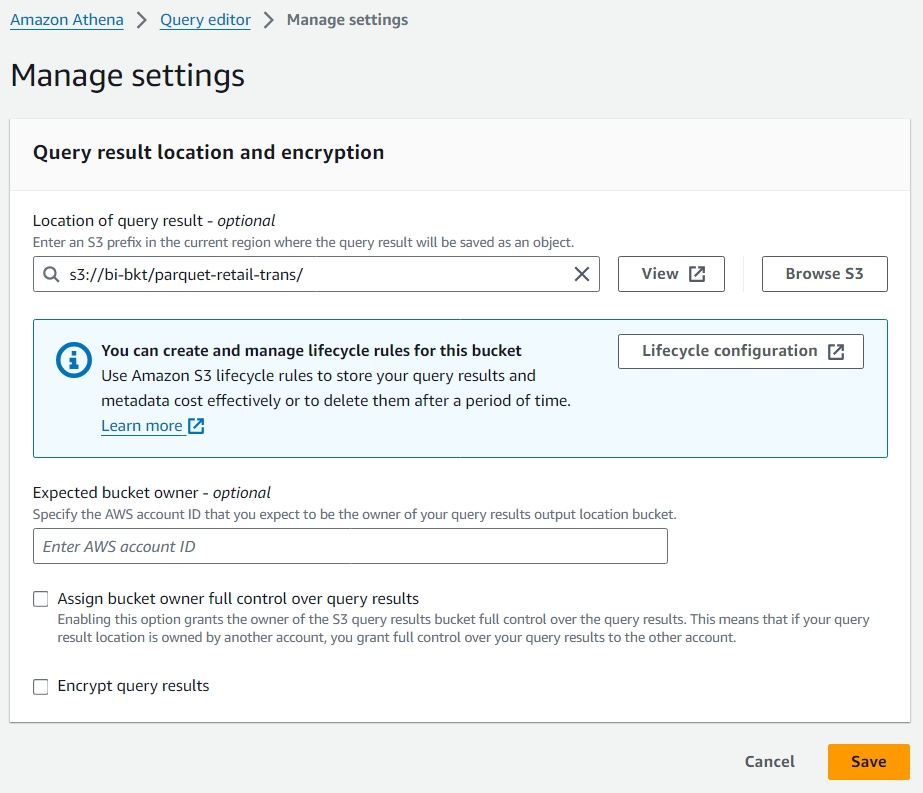 Amazon Athena > Query editor > Manage settings
Manage settings
Query result location and encryption
Location of query result - optional
Enter an S3 prefix in the current region where the query result will be saved as an object.
s3://bi-bkt/parquet-retail-trans/
View
Browse S3
You can create and manage lifecycle rules for this bucket
Lifecycle configuration
Use Amazon S3 lifecycle rules to store your query results and
metadata cost effectively or to delete them after a period of time.
Learn more
Expected bucket owner - optional
Specify the AWS account ID that you expect to be the owner of your query results output location bucket.
Enter AWS account ID
Assign bucket owner full control over query results
Enabling this option grants the owner of the S3 query results bucket full control over the query results. This means that if your query
result location is owned by another account, you grant full control over your query results to the other account.
Encrypt query results
Cancel
Save